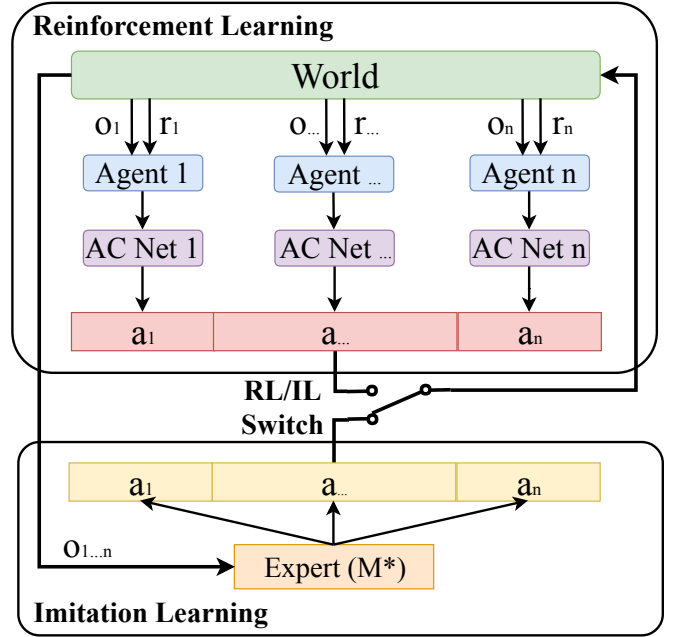 Reinforcement Learning
World
o1 r1 o... r... on rn
Agent 1 Agent ... Agent n
AC Net 1 AC Net ... AC Net n
a1 a... an
RL/IL
Switch
a1 a... an
o1...n
Expert (M*)
Imitation Learning